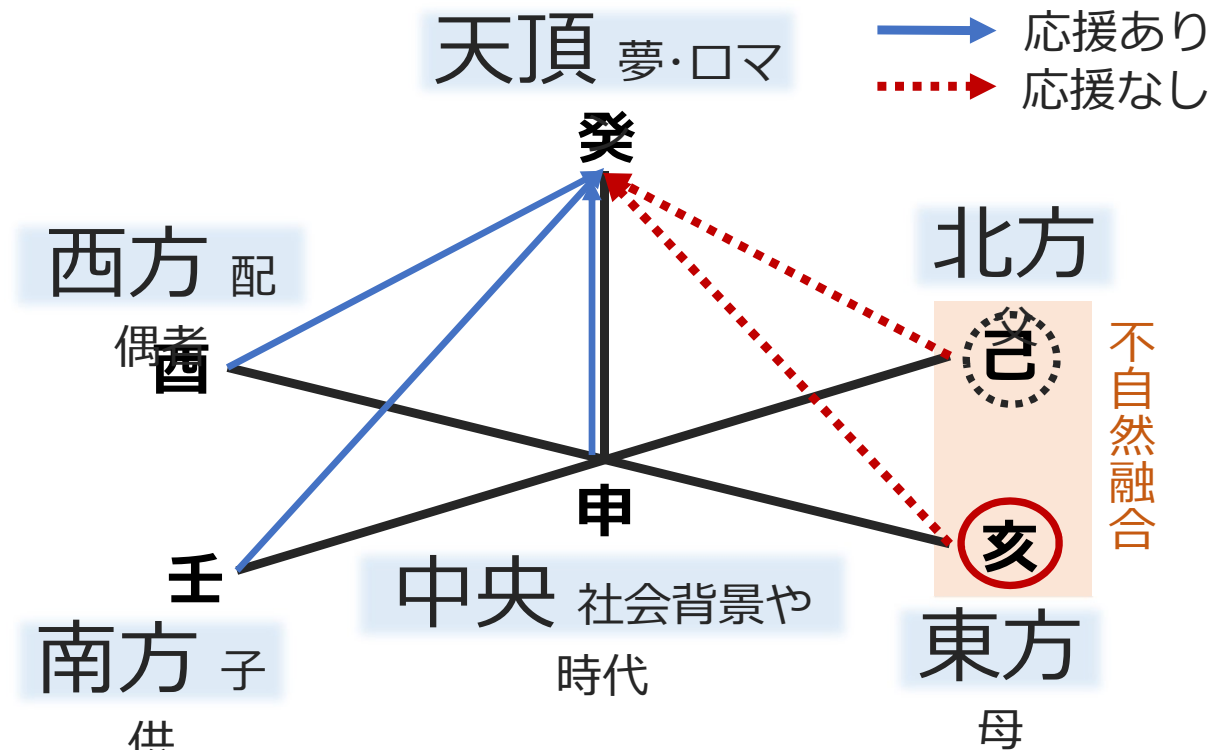 天頂 夢・ロマ
ン
癸
応援あり
応援なし
西方 配
偶者
酉
北方
父
己
不自然融合
申
亥
壬
中央 社会背景や
時代
南方 子
供
東方
母